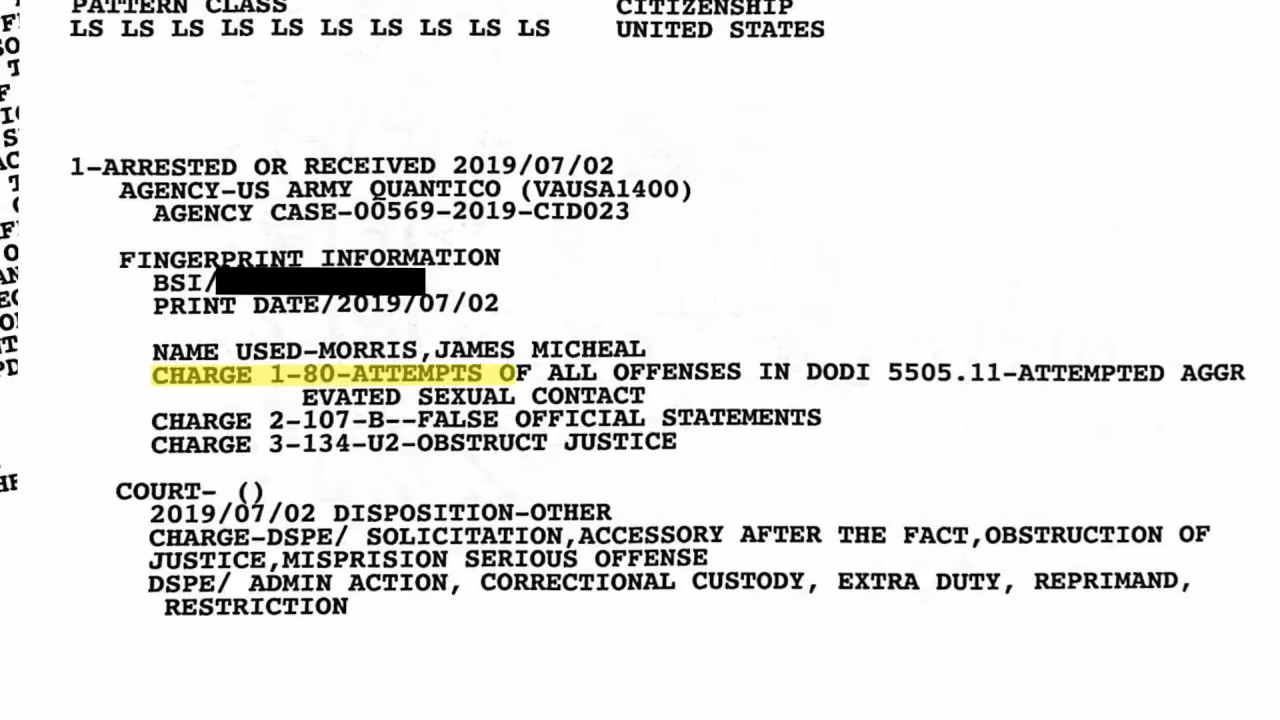 PATTERN CLASS
CITIZENSHIP
LS LS LS LS LS LS LS LS LS LS
UNITED STATES
1-ARRESTED OR RECEIVED 2019/07/02
AGENCY-US ARMY QUANTICO (VAUSA1400)
AGENCY CASE-00569-2019-CID023
FINGERPRINT INFORMATION
BSI/
PRINT DATE/2019/07/02
NAME USED-MORRIS,JAMES MICHEAL
CHARGE 1-80-ATTEMPTS OF ALL OFFENSES IN DODI 5505.11-ATTEMPTED AGGR
EVATED SEXUAL CONTACT
CHARGE 2-107-B--FALSE OFFICIAL STATEMENTS
CHARGE 3-134-U2-OBSTRUCT JUSTICE
COURT- ()
2019/07/02 DISPOSITION-OTHER
CHARGE-DSPE/ SOLICITATION,ACCESSORY AFTER THE FACT,OBSTRUCTION OF
JUSTICE,MISPRISION SERIOUS OFFENSE
DSPE/ ADMIN ACTION, CORRECTIONAL CUSTODY, EXTRA DUTY, REPRIMAND,
RESTRICTION